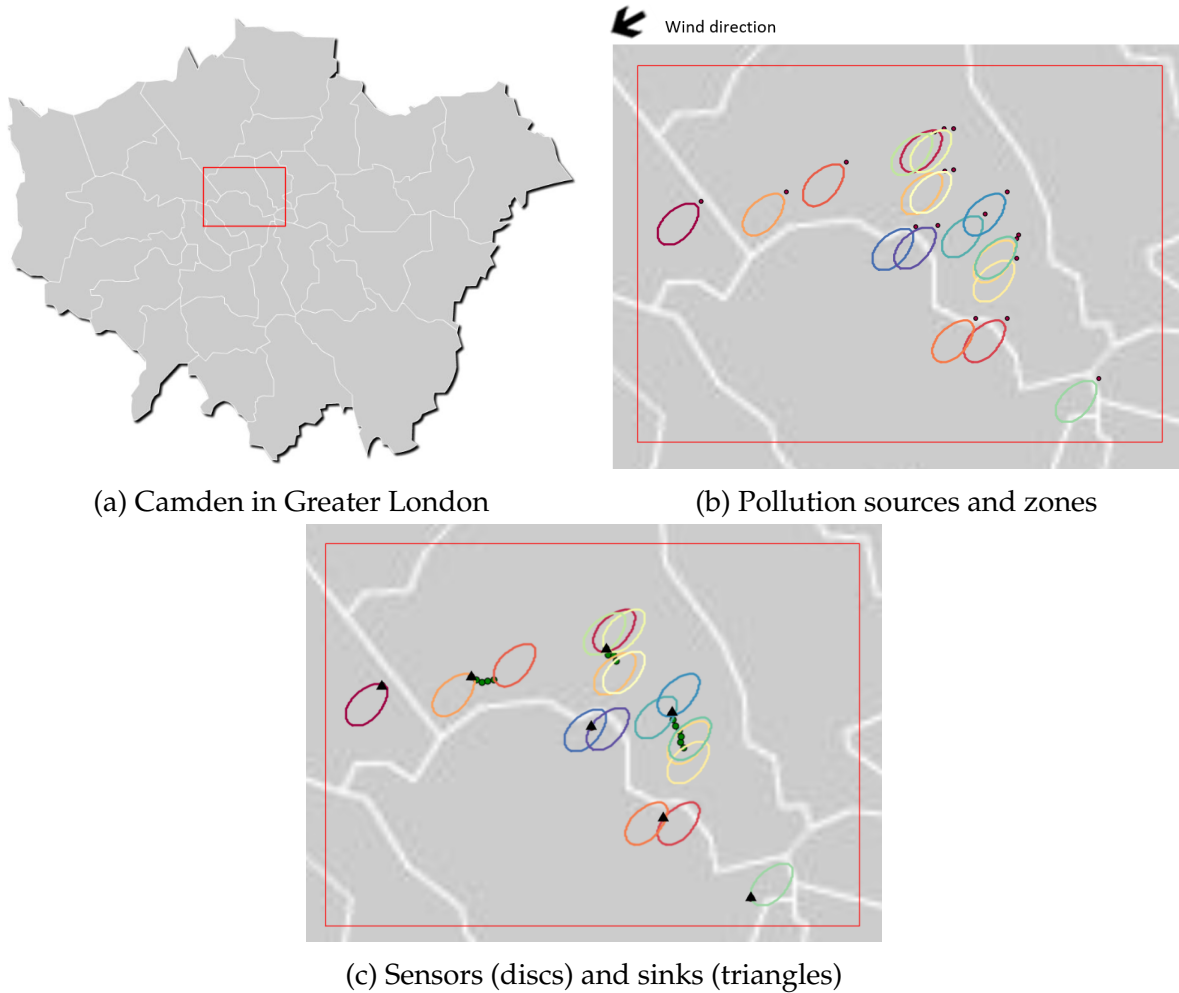 Wind direction
(a) Camden in Greater London
(b) Pollution sources and zones
(c) Sensors (discs) and sinks (triangles)